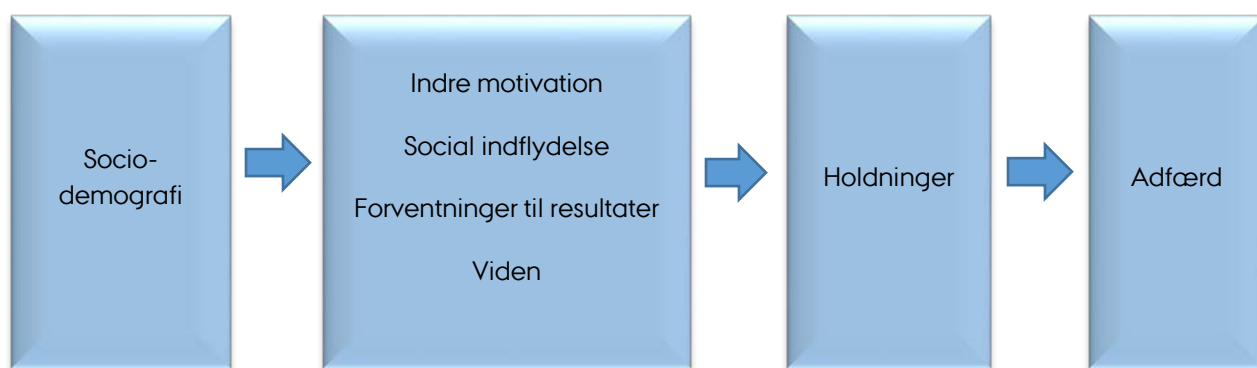 Socio-
demografi
Indre motivation
Social indflydelse
Forventninger til resultater
Viden
Holdninger
Adfærd